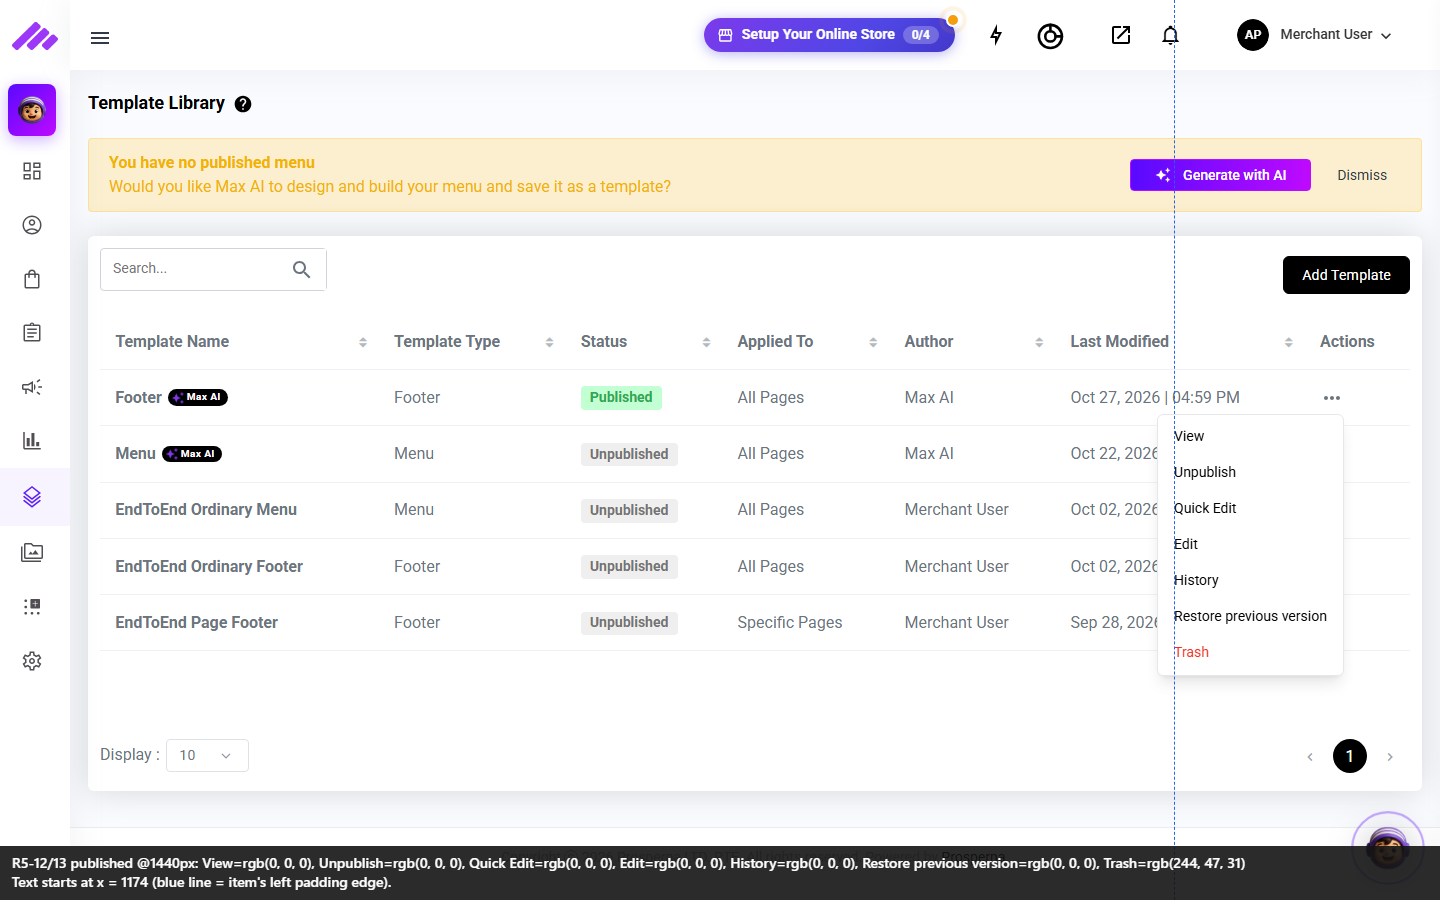 Setup Your Online Store 0/4
AP Merchant User
Template Library ?
You have no published menu
Would you like Max AI to design and build your menu and save it as a template?
Generate with AI Dismiss
Search...
Add Template
Template Name Template Type Status Applied To Author Last Modified Actions
Footer Max AI Footer Published All Pages Max AI Oct 27, 2026 | 04:59 PM
Menu Max AI Menu Unpublished All Pages Max AI Oct 22, 2026
EndToEnd Ordinary Menu Menu Unpublished All Pages Merchant User Oct 02, 2026
EndToEnd Ordinary Footer Footer Unpublished All Pages Merchant User Oct 02, 2026
EndToEnd Page Footer Footer Unpublished Specific Pages Merchant User Sep 28, 2026
View
Unpublish
Quick Edit
Edit
History
Restore previous version
Trash
Display : 10
1
R5-12/13 published @1440px: View=rgb(0, 0, 0), Unpublish=rgb(0, 0, 0), Quick Edit=rgb(0, 0, 0), Edit=rgb(0, 0, 0), History=rgb(0, 0, 0), Restore previous version=rgb(0, 0, 0), Trash=rgb(244, 47, 31)
Text starts at x = 1174 (blue line = item's left padding edge).